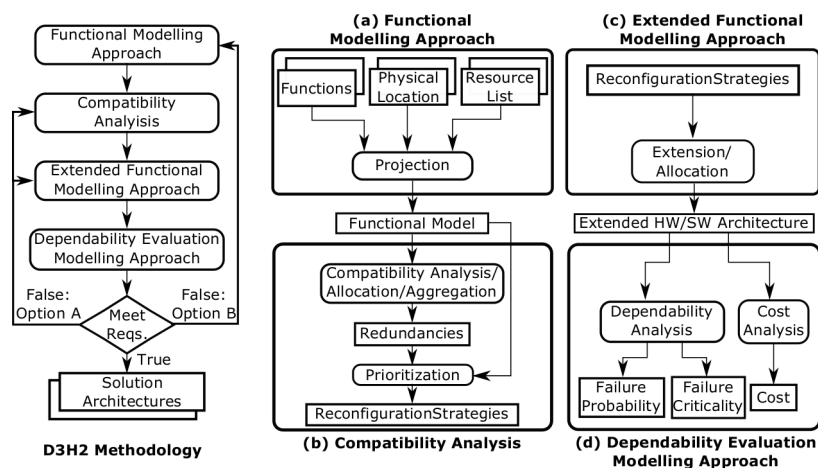 Functional Modelling
Approach
Compatibility
Analyisis
Extended Functional
Modelling Approach
Dependability Evaluation
Modelling Approach
False:
Option A
False:
Option B
Meet
Reqs.
True
Solution
Architectures
D3H2 Methodology
(a) Functional
Modelling Approach
Functions
Physical
Location
Resource
List
Projection
Functional Model
Compatibility Analysis/
Allocation/Aggregation
Redundancies
Prioritization
ReconfigurationStrategies
(b) Compatibility Analysis
(c) Extended Functional
Modelling Approach
ReconfigurationStrategies
Extension/
Allocation
Extended HW/SW Architecture
Dependability
Analysis
Cost
Analysis
Failure
Probability
Failure
Criticality
Cost
(d) Dependability Evaluation
Modelling Approach